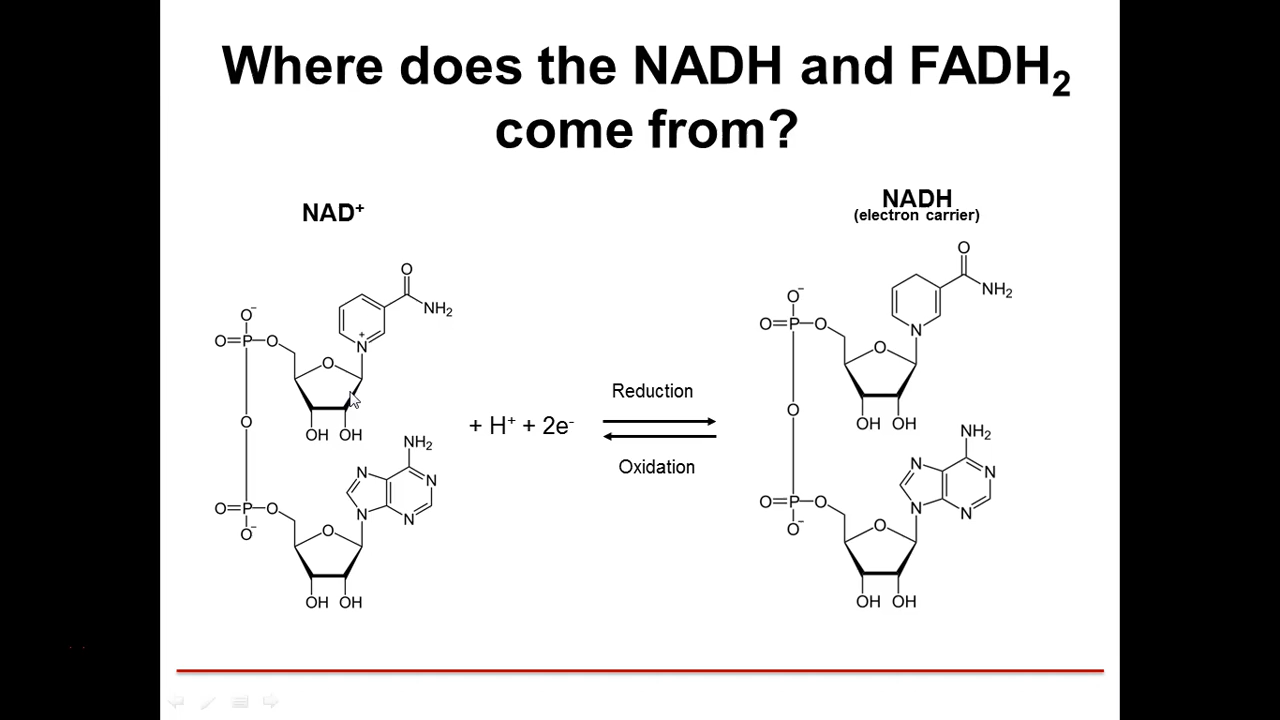 Where does the NADH and FADH₂
come from?
NAD⁺
NADH
(electron carrier)
O
NH₂
N⁺
O⁻
O=P-O
O
OH OH
O
NH₂
N
N
N
N
O=P-O
O⁻
O
OH OH
+ H⁺ + 2e⁻
Reduction
Oxidation
O
NH₂
N
O⁻
O=P-O
O
OH OH
O
NH₂
N
N
N
N
O=P-O
O⁻
O
OH OH